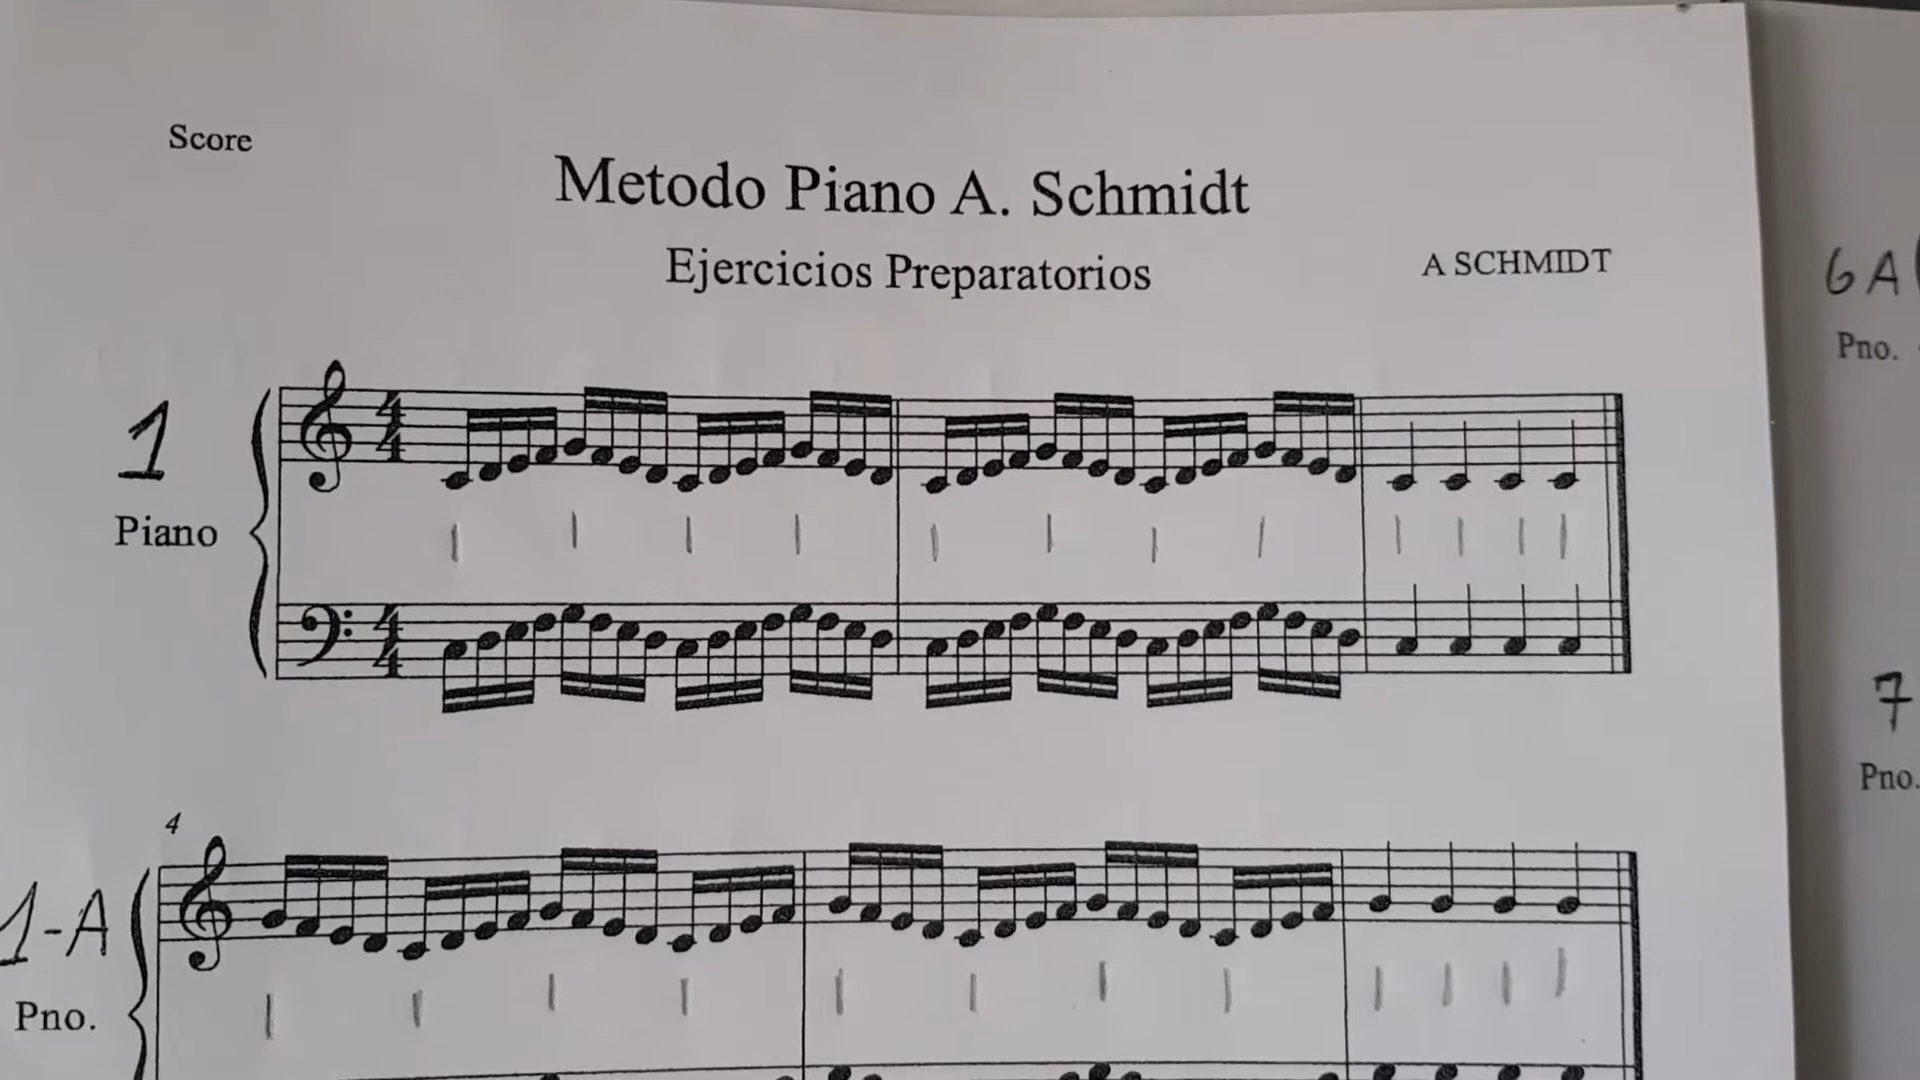 Score
Metodo Piano A. Schmidt
Ejercicios Preparatorios
A SCHMIDT
1
Piano
4
1-A
Pno.
6A
Pno.
7
Pno.